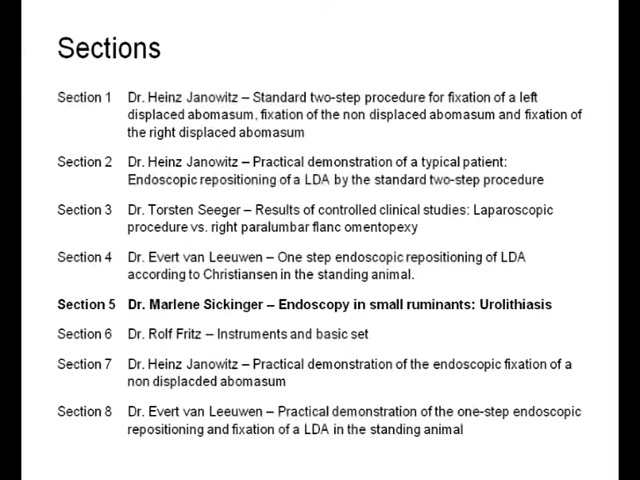 Sections
Section 1 Dr. Heinz Janowitz – Standard two-step procedure for fixation of a left
displaced abomasum, fixation of the non displaced abomasum and fixation of
the right displaced abomasum
Section 2 Dr. Heinz Janowitz – Practical demonstration of a typical patient:
Endoscopic repositioning of a LDA by the standard two-step procedure
Section 3 Dr. Torsten Seeger – Results of controlled clinical studies: Laparoscopic
procedure vs. right paralumbar flanc omentopexy
Section 4 Dr. Evert van Leeuwen – One step endoscopic repositioning of LDA
according to Christiansen in the standing animal.
Section 5 Dr. Marlene Sickinger – Endoscopy in small ruminants: Urolithiasis
Section 6 Dr. Rolf Fritz – Instruments and basic set
Section 7 Dr. Heinz Janowitz – Practical demonstration of the endoscopic fixation of a
non displacded abomasum
Section 8 Dr. Evert van Leeuwen – Practical demonstration of the one-step endoscopic
repositioning and fixation of a LDA in the standing animal